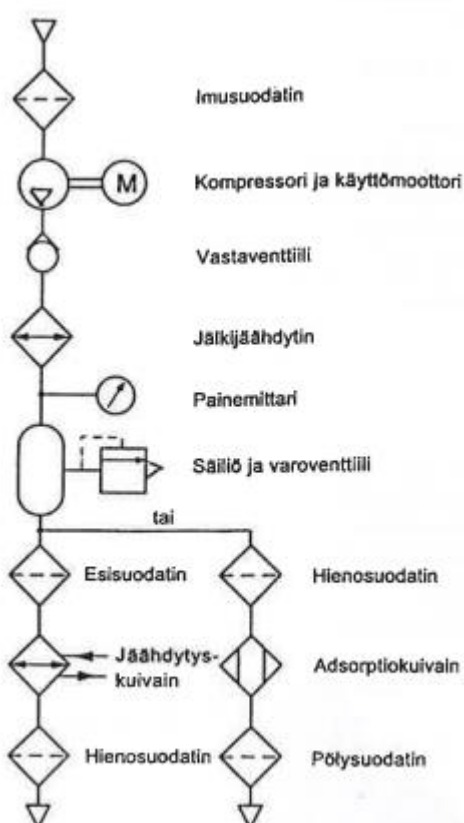 Imusuodatin
M
Kompressori ja käyttömoottori
Vastaventtiili
Jälkijäähdytin
Painemittari
Säiliö ja varoventtiili
tai
Esisuodatin
Hienosuodatin
Jäähdytys-
kuivain
Adsorptiokuivain
Hienosuodatin
Pölysuodatin